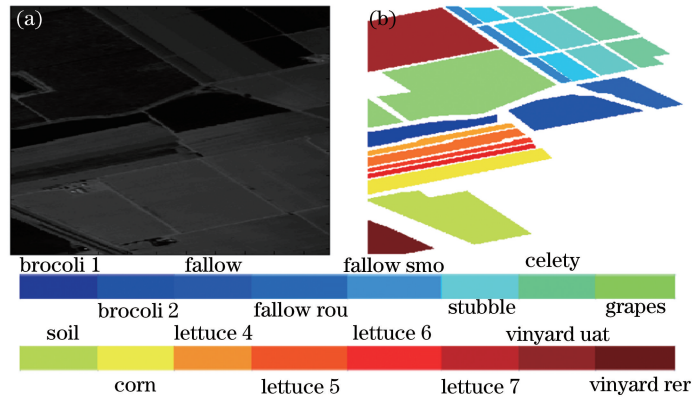 (a) (b)
brocoli 1 fallow fallow smo celety
brocoli 2 fallow rou stubble grapes
soil lettuce 4 lettuce 6 vinyard uat
corn lettuce 5 lettuce 7 vinyard rer